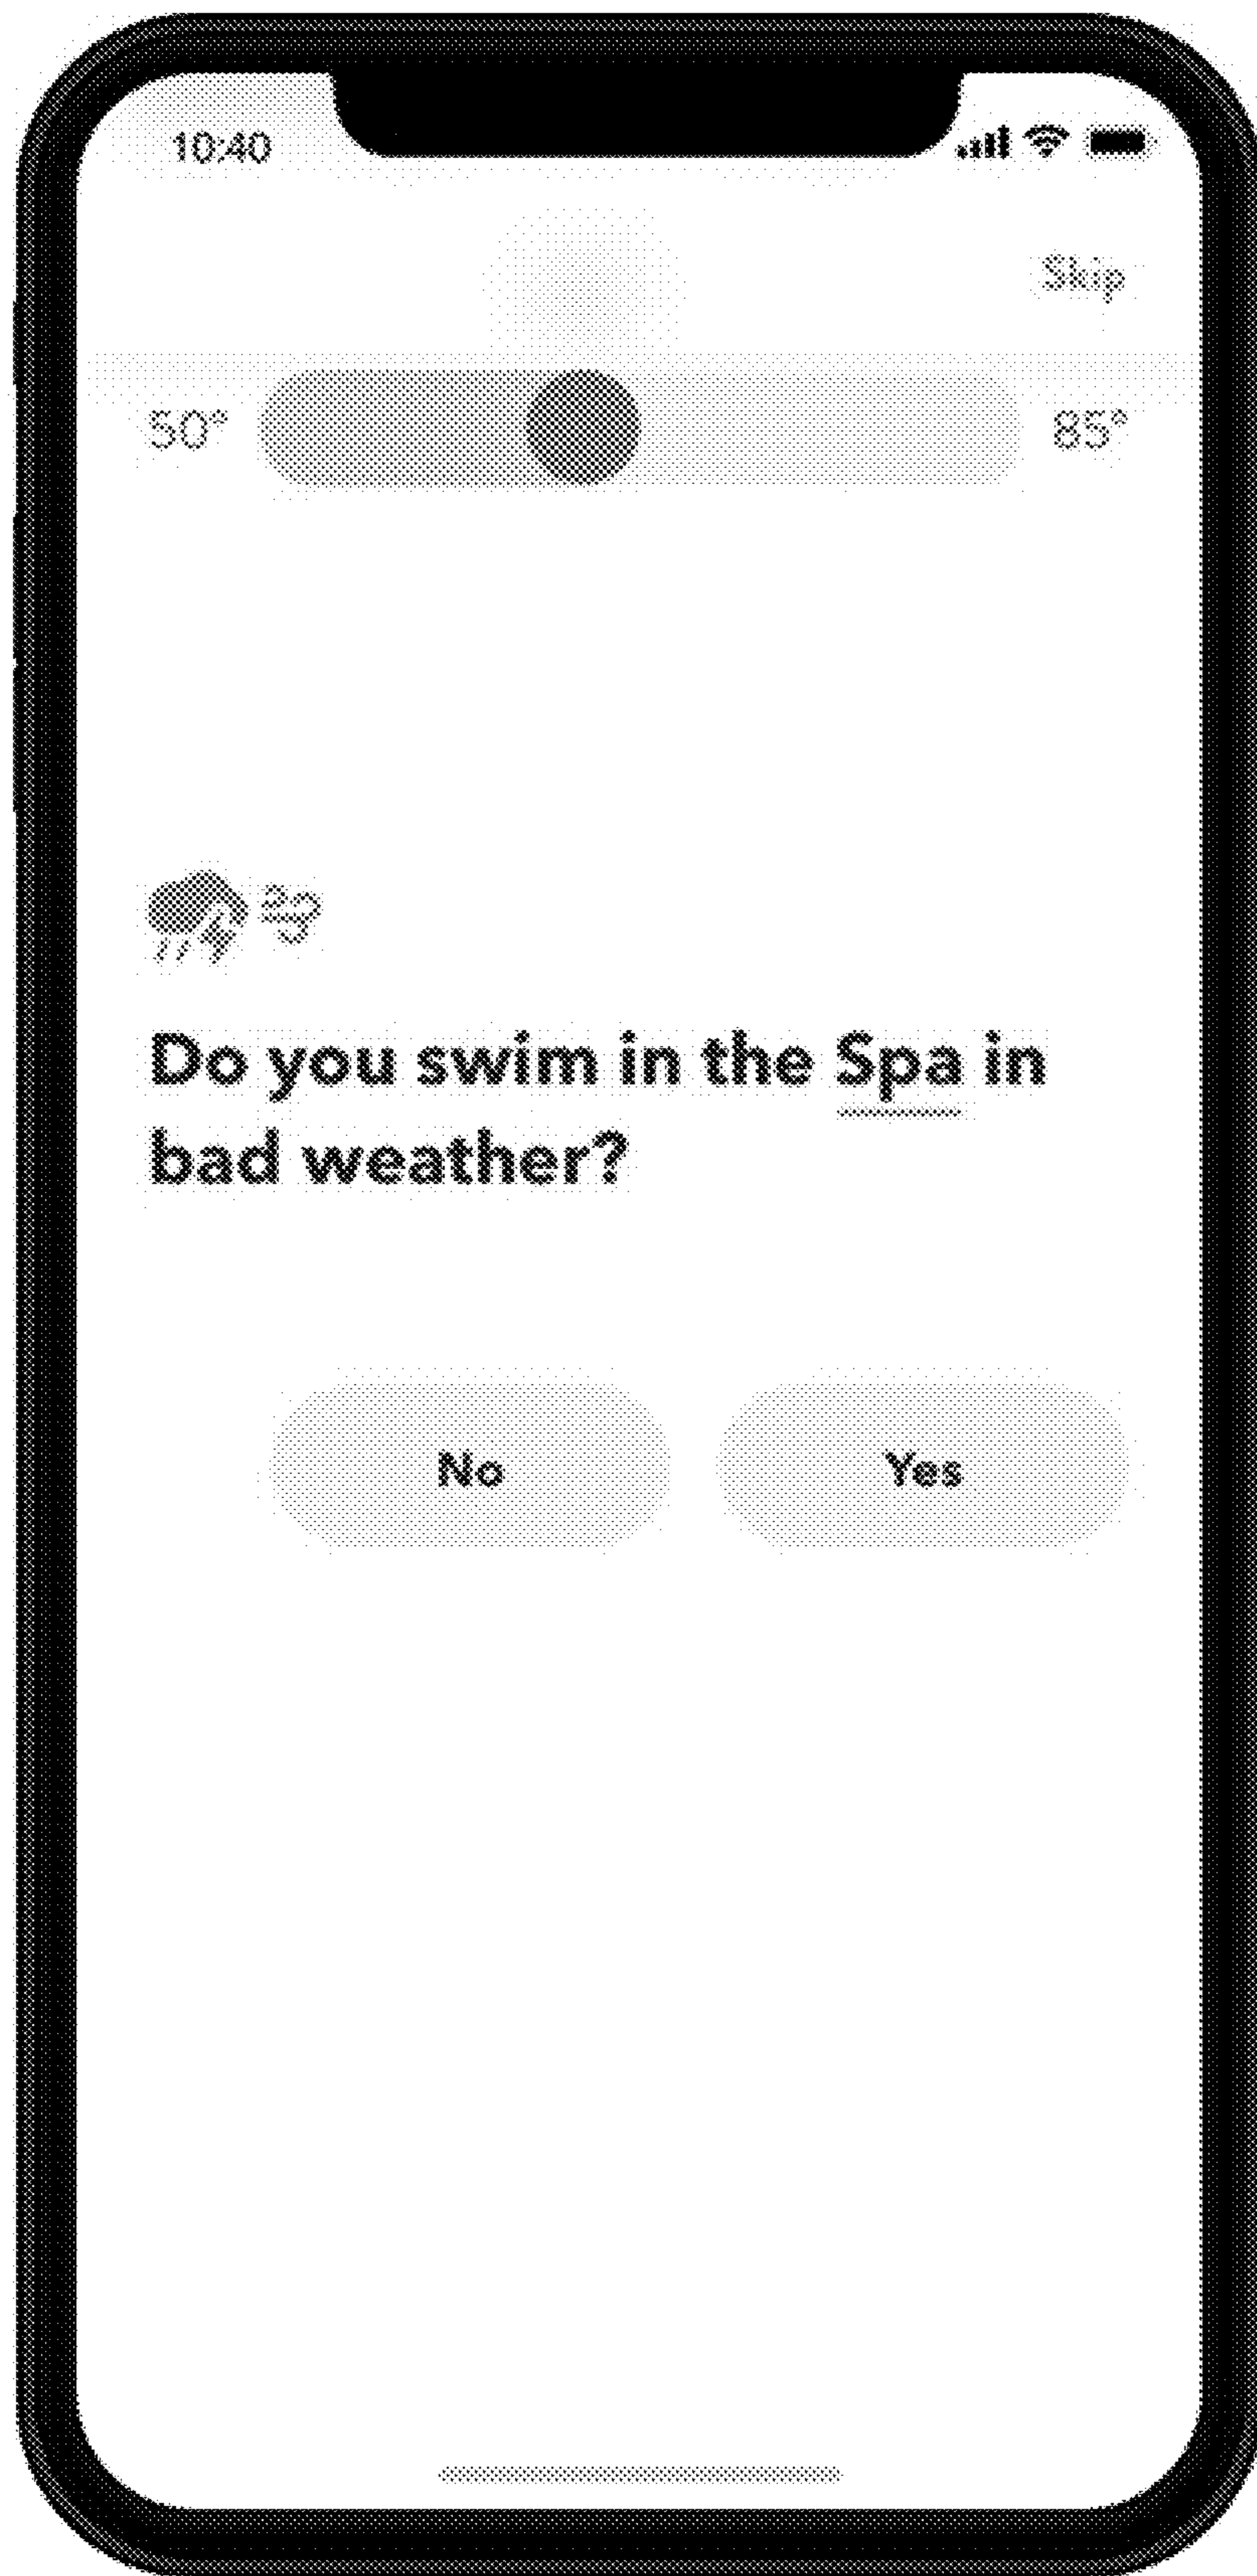 10:40
Skip
50° 85°
Do you swim in the Spa in
bad weather?
No Yes